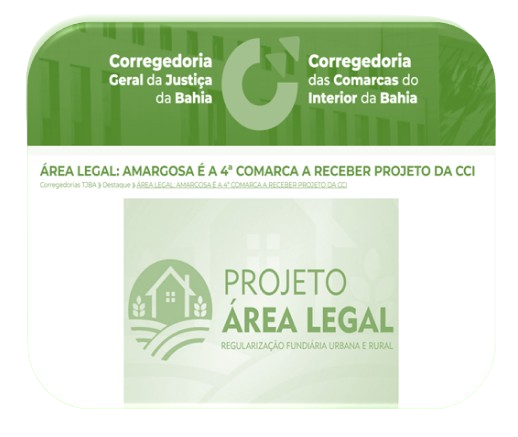 Corregedoria
Geral da Justiça
da Bahia
Corregedoria
das Comarcas do
Interior da Bahia
ÁREA LEGAL: AMARGOSA É A 4ª COMARCA A RECEBER PROJETO DA CCI
Corregedorias TJBA > Destaque > ÁREA LEGAL: AMARGOSA É A 4ª COMARCA A RECEBER PROJETO DA CCI
PROJETO
ÁREA LEGAL
REGULARIZAÇÃO FUNDIÁRIA URBANA E RURAL